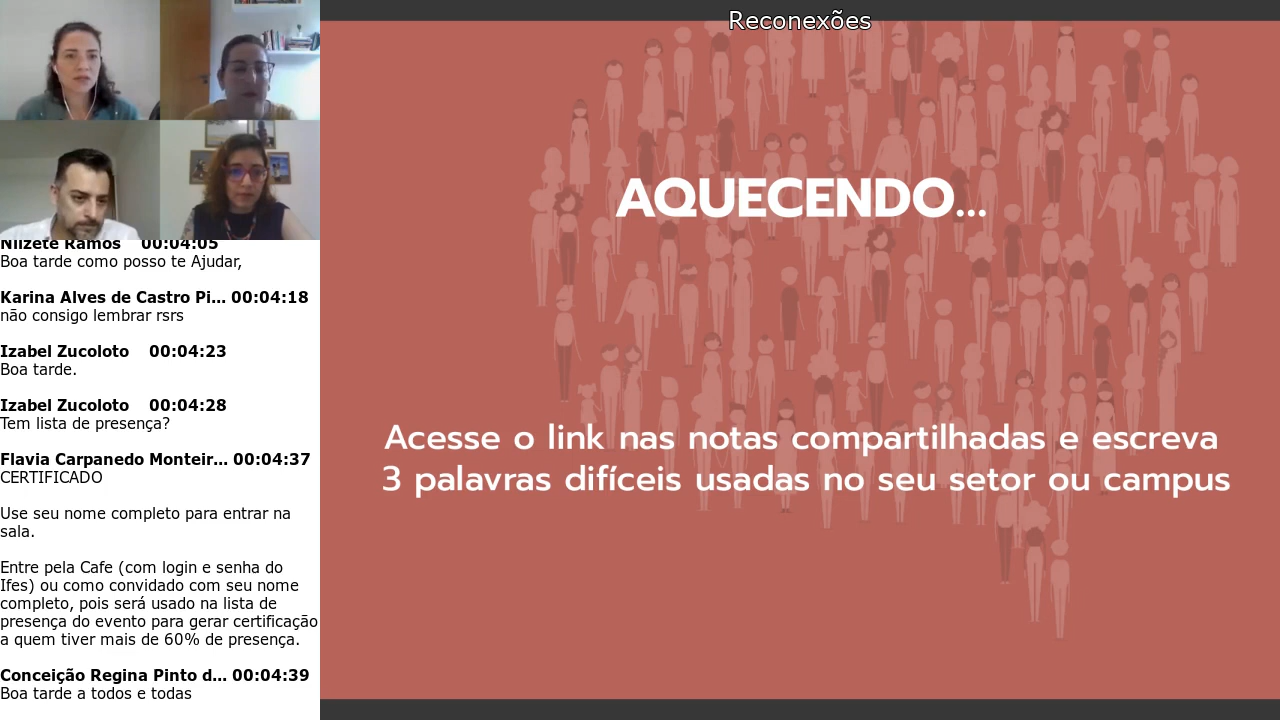 Reconexões
AQUECENDO...
Acesse o link nas notas compartilhadas e escreva
3 palavras difíceis usadas no seu setor ou campus
Nilzete Ramos 00:04:05
Boa tarde como posso te Ajudar,
Karina Alves de Castro Pi... 00:04:18
não consigo lembrar rsrs
Izabel Zucoloto 00:04:23
Boa tarde.
Izabel Zucoloto 00:04:28
Tem lista de presença?
Flavia Carpanedo Monteir... 00:04:37
CERTIFICADO
Use seu nome completo para entrar na
sala.
Entre pela Cafe (com login e senha do
Ifes) ou como convidado com seu nome
completo, pois será usado na lista de
presença do evento para gerar certificação
a quem tiver mais de 60% de presença.
Conceição Regina Pinto d... 00:04:39
Boa tarde a todos e todas